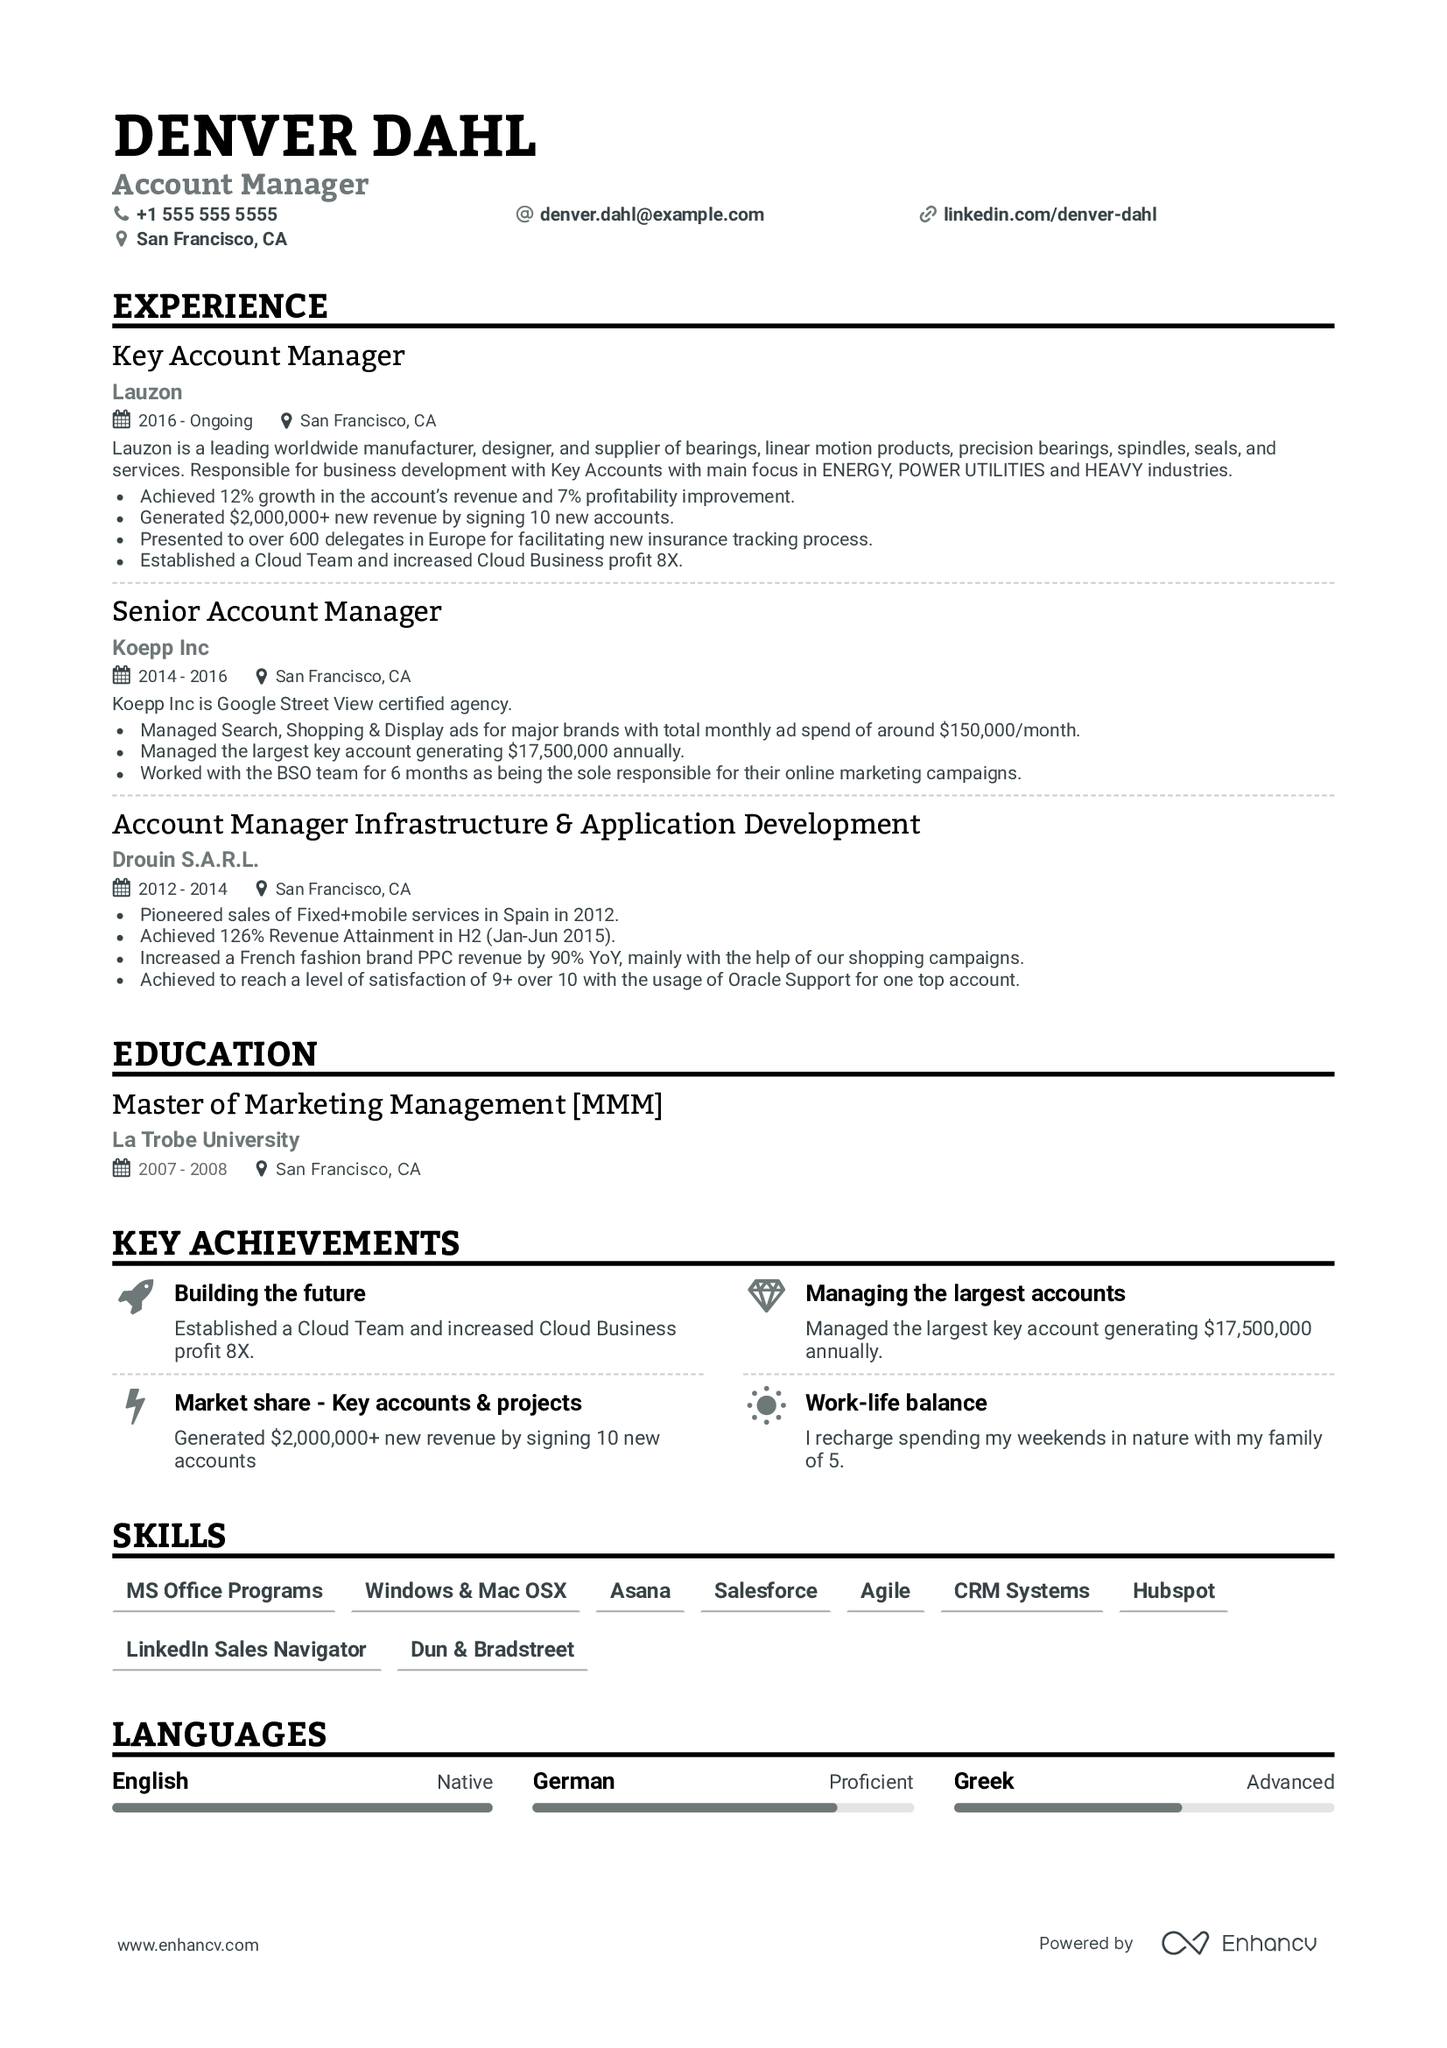 DENVER DAHL
Account Manager
+1 555 555 5555
denver.dahl@example.com
linkedin.com/denver-dahl
San Francisco, CA
EXPERIENCE
Key Account Manager
Lauzon
2016 - Ongoing San Francisco, CA
Lauzon is a leading worldwide manufacturer, designer, and supplier of bearings, linear motion products, precision bearings, spindles, seals, and
services. Responsible for business development with Key Accounts with main focus in ENERGY, POWER UTILITIES and HEAVY industries.
• Achieved 12% growth in the account’s revenue and 7% profitability improvement.
• Generated $2,000,000+ new revenue by signing 10 new accounts.
• Presented to over 600 delegates in Europe for facilitating new insurance tracking process.
• Established a Cloud Team and increased Cloud Business profit 8X.
Senior Account Manager
Koepp Inc
2014 - 2016 San Francisco, CA
Koepp Inc is Google Street View certified agency.
• Managed Search, Shopping & Display ads for major brands with total monthly ad spend of around $150,000/month.
• Managed the largest key account generating $17,500,000 annually.
• Worked with the BSO team for 6 months as being the sole responsible for their online marketing campaigns.
Account Manager Infrastructure & Application Development
Drouin S.A.R.L.
2012 - 2014 San Francisco, CA
• Pioneered sales of Fixed+mobile services in Spain in 2012.
• Achieved 126% Revenue Attainment in H2 (Jan-Jun 2015).
• Increased a French fashion brand PPC revenue by 90% YoY, mainly with the help of our shopping campaigns.
• Achieved to reach a level of satisfaction of 9+ over 10 with the usage of Oracle Support for one top account.
EDUCATION
Master of Marketing Management [MMM]
La Trobe University
2007 - 2008 San Francisco, CA
KEY ACHIEVEMENTS
Building the future
Established a Cloud Team and increased Cloud Business
profit 8X.
Managing the largest accounts
Managed the largest key account generating $17,500,000
annually.
Market share - Key accounts & projects
Generated $2,000,000+ new revenue by signing 10 new
accounts
Work-life balance
I recharge spending my weekends in nature with my family
of 5.
SKILLS
MS Office Programs Windows & Mac OSX Asana Salesforce Agile CRM Systems Hubspot
LinkedIn Sales Navigator Dun & Bradstreet
LANGUAGES
English Native German Proficient Greek Advanced
www.enhancv.com
Powered by Enhancv